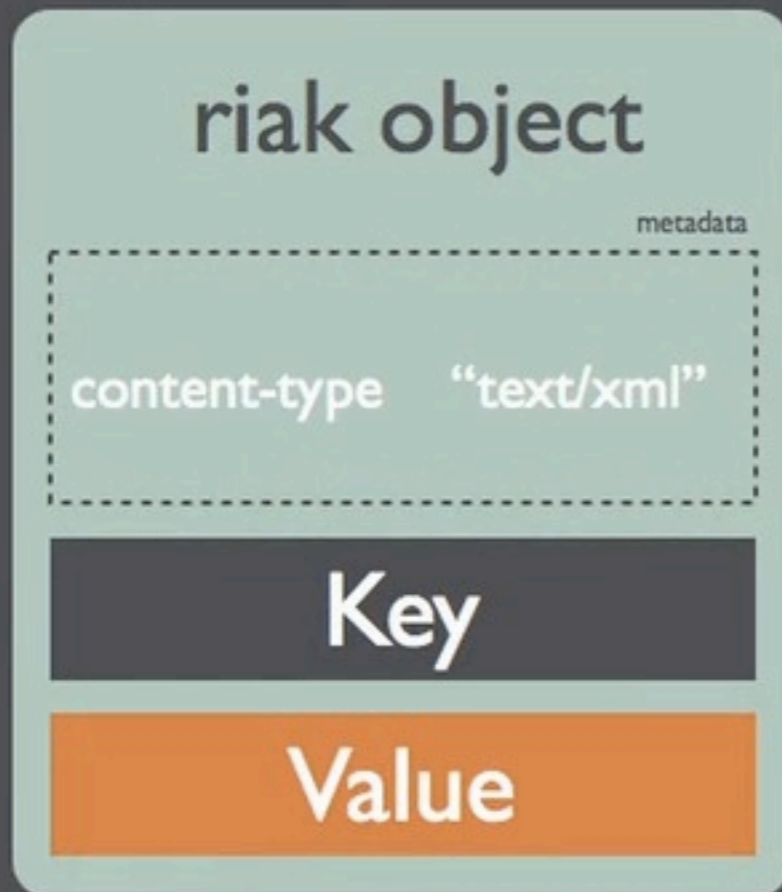 riak object
metadata
content-type “text/xml”
Key
Value